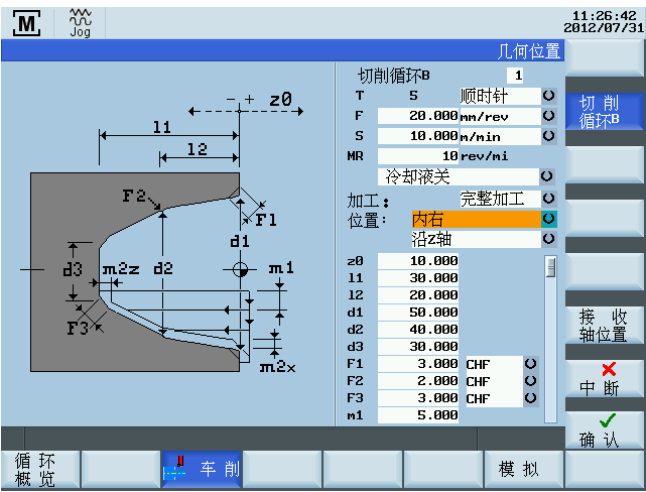 M
Jog
11:26:42
2012/07/31
几何位置
切削循环B 1
T S 顺时针
F 20.000 mm/rev
S 10.000 m/min
MR 10 rev/mi
冷却液关
加工: 完整加工
位置: 内右
沿z轴
z0 10.000
l1 30.000
l2 20.000
d1 50.000
d2 40.000
d3 30.000
F1 3.000 CHF
F2 2.000 CHF
F3 3.000 CHF
m1 5.000
- + z0
l1
l2
F2
F1
d1
d3 m2z d2 m1
F3
m2x
切削
循环B
接收
轴位置
中断
确认
循环
概览
车削
模拟